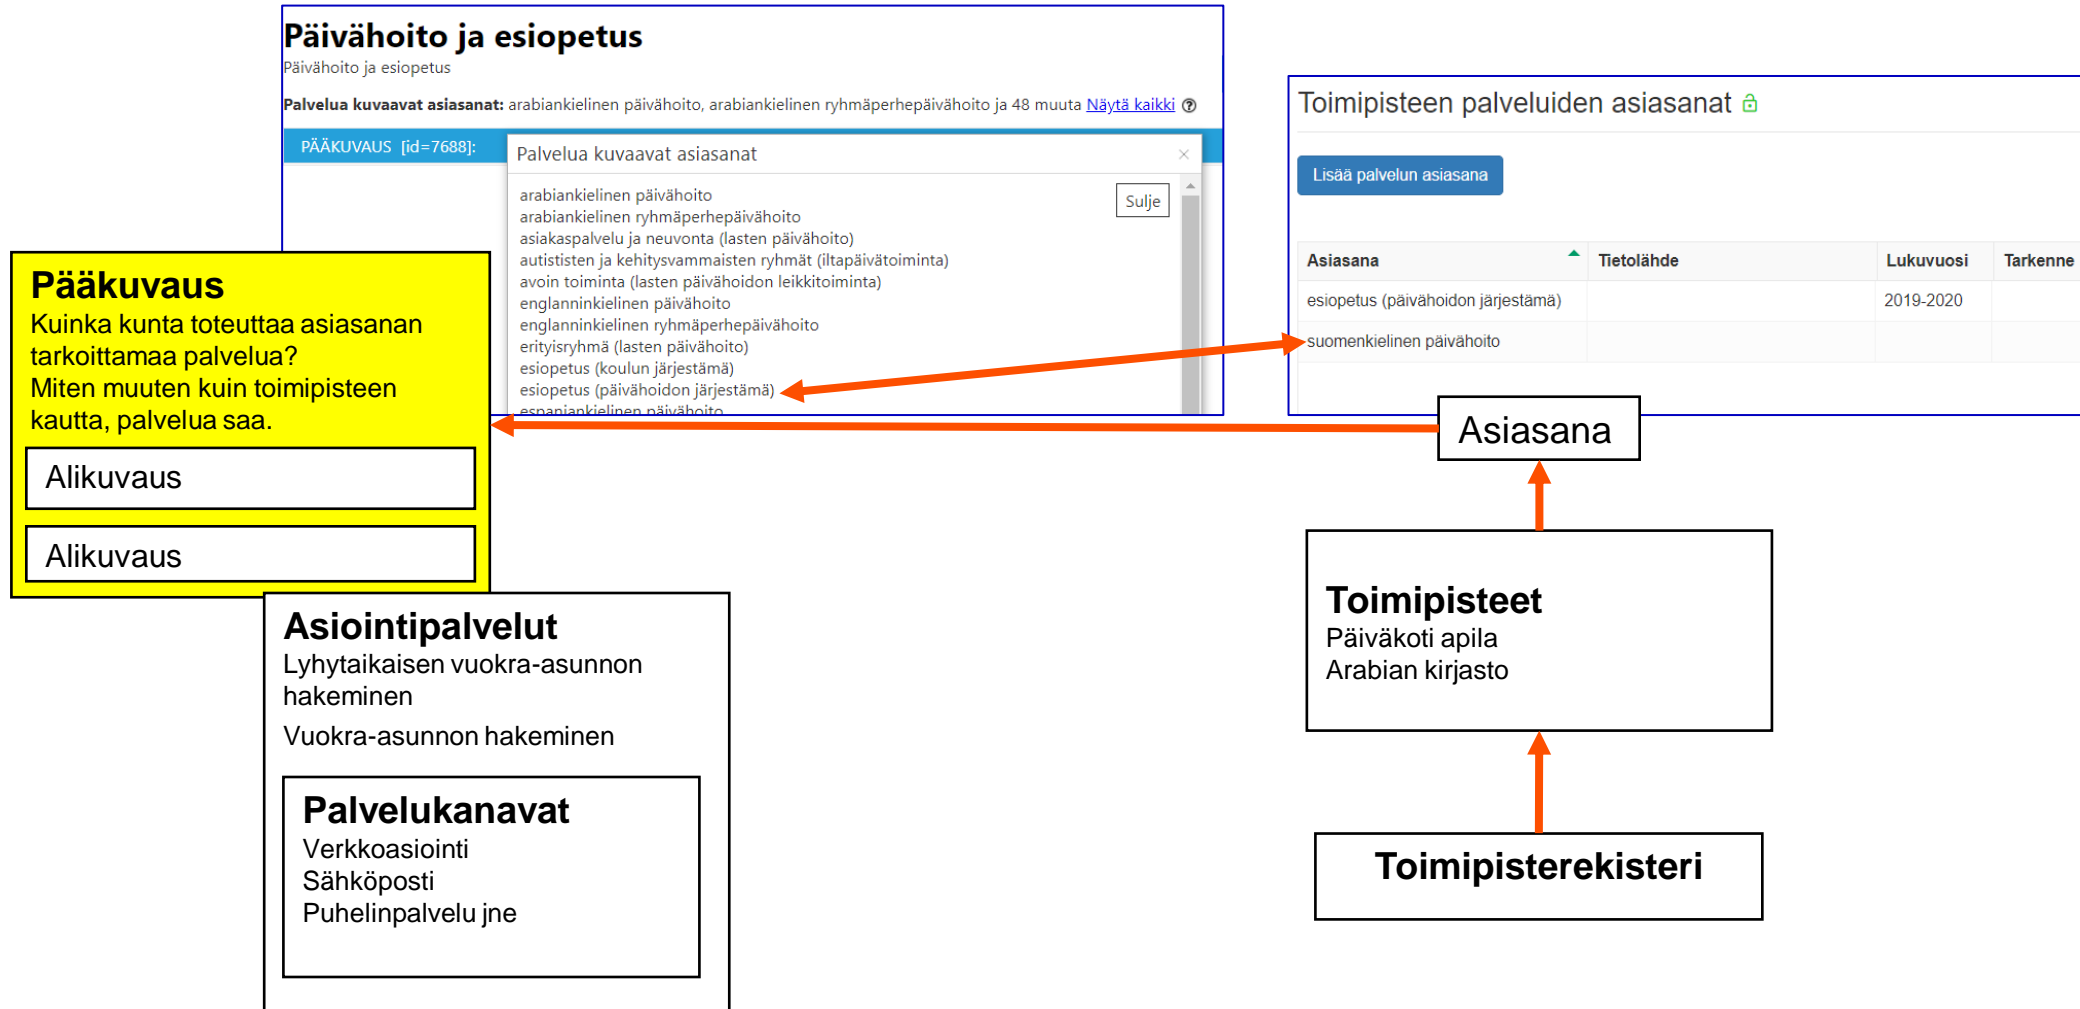 Päivähoito ja esiopetus
Päivähoito ja esiopetus
Palvelua kuvaavat asiasanat: arabiankielinen päivähoito, arabiankielinen ryhmäperhepäivähoito ja 48 muuta Näytä kaikki ?
PÄÄKUVAUS [id=7688]:
Palvelua kuvaavat asiasanat ×
Sulje
arabiankielinen päivähoito
arabiankielinen ryhmäperhepäivähoito
asiakaspalvelu ja neuvonta (lasten päivähoito)
autististen ja kehitysvammaisten ryhmät (iltapäivätoiminta)
avoin toiminta (lasten päivähoidon leikkitoiminta)
englanninkielinen päivähoito
englanninkielinen ryhmäperhepäivähoito
erityisryhmä (lasten päivähoito)
esiopetus (koulun järjestämä)
esiopetus (päivähoidon järjestämä)
espaniankielinen päivähoito
Toimipisteen palveluiden asiasanat
Lisää palvelun asiasana
Asiasana Tietolähde Lukuvuosi Tarkenne
esiopetus (päivähoidon järjestämä) 2019-2020
suomenkielinen päivähoito
Pääkuvaus
Kuinka kunta toteuttaa asiasanan
tarkoittamaa palvelua?
Miten muuten kuin toimipisteen
kautta, palvelua saa.
Alikuvaus
Alikuvaus
Asiasana
Asiointipalvelut
Lyhytaikaisen vuokra-asunnon
hakeminen
Vuokra-asunnon hakeminen
Palvelukanavat
Verkkoasiointi
Sähköposti
Puhelinpalvelu jne
Toimipisteet
Päiväkoti apila
Arabian kirjasto
Toimipisterekisteri